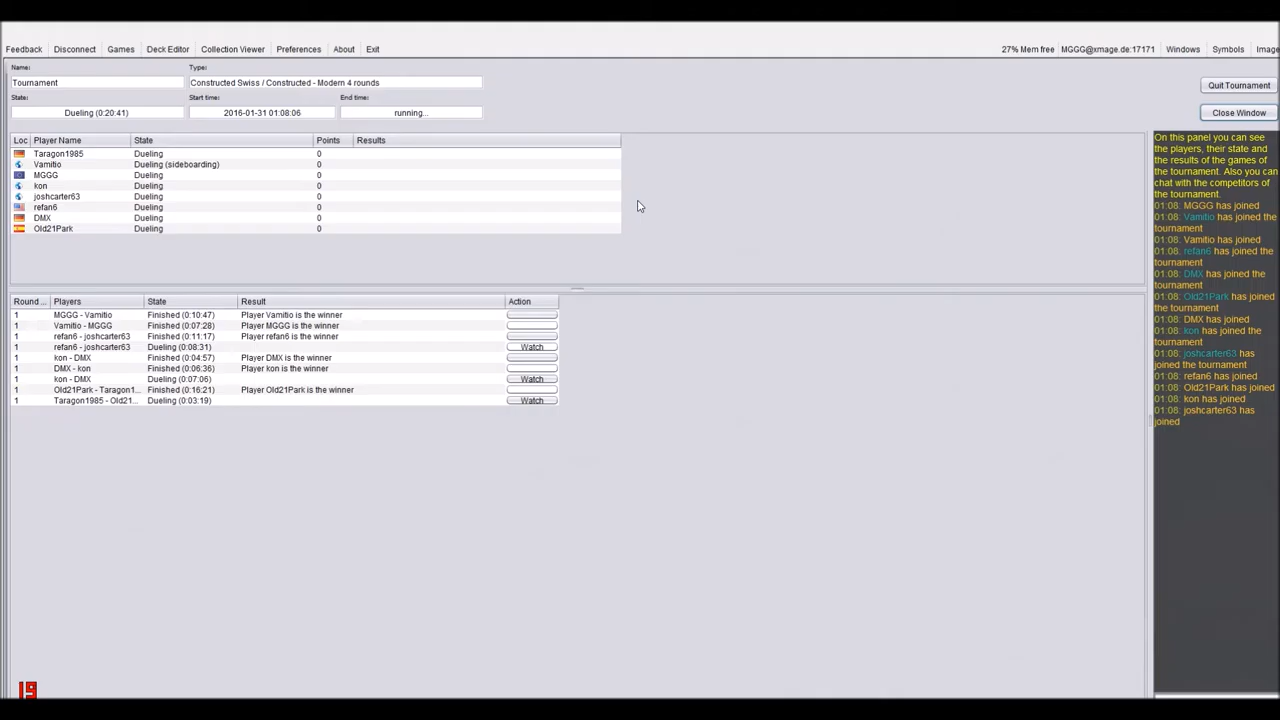 Feedback Disconnect Games Deck Editor Collection Viewer Preferences About Exit 27% Mem free MGGG@xmage.de:17171 Windows Symbols Image
Name: Type:
Tournament Constructed Swiss / Constructed - Modern 4 rounds
State: Start time: End time:
Dueling (0:20:41) 2016-01-31 01:08:06 running...
Quit Tournament
Close Window
Loc Player Name State Points Results
Taragon1985 Dueling 0
Vamitio Dueling (sideboarding) 0
MGGG Dueling 0
kon Dueling 0
joshcarter63 Dueling 0
refan6 Dueling 0
DMX Dueling 0
Old21Park Dueling 0
Round ... Players State Result Action
1 MGGG - Vamitio Finished (0:10:47) Player Vamitio is the winner
1 Vamitio - MGGG Finished (0:07:28) Player MGGG is the winner
1 refan6 - joshcarter63 Finished (0:11:17) Player refan6 is the winner
1 refan6 - joshcarter63 Dueling (0:08:31) Watch
1 kon - DMX Finished (0:04:57) Player DMX is the winner
1 DMX - kon Finished (0:06:36) Player kon is the winner
1 kon - DMX Dueling (0:07:06) Watch
1 Old21Park - Taragon1... Finished (0:16:21) Player Old21Park is the winner
1 Taragon1985 - Old21... Dueling (0:03:19) Watch
On this panel you can see
the players, their state and
the results of the games of
the tournament. Also you can
chat with the competitors of
the tournament.
01:08: MGGG has joined
01:08: Vamitio has joined the
tournament
01:08: Vamitio has joined
01:08: refan6 has joined the
tournament
01:08: DMX has joined the
tournament
01:08: Old21Park has joined
the tournament
01:08: DMX has joined
01:08: kon has joined the
tournament
01:08: joshcarter63 has
joined the tournament
01:08: refan6 has joined
01:08: Old21Park has joined
01:08: kon has joined
01:08: joshcarter63 has
joined
19